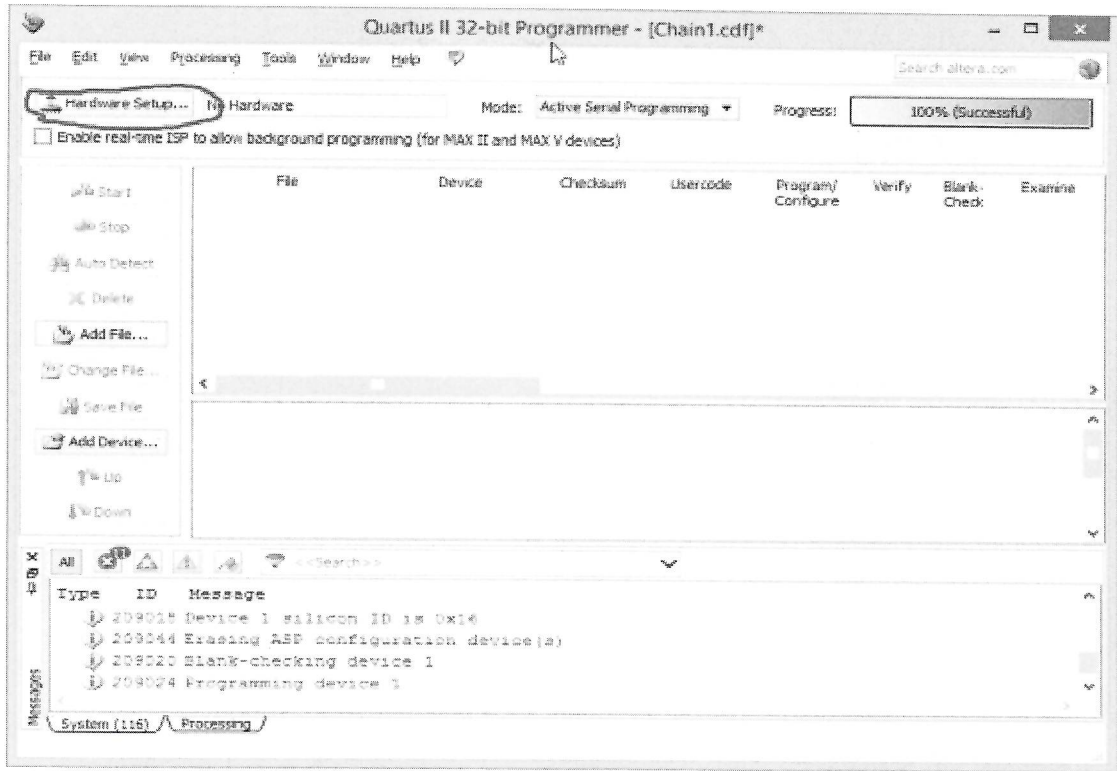 Quartus II 32-bit Programmer - [Chain1.cdf]*
File Edit View Processing Tools Window Help
Search altera.com
Hardware Setup... No Hardware Mode: Active Serial Programming Progress: 100% (Successful)
Enable real-time ISP to allow background programming (for MAX II and MAX V devices)
File Device Checksum Usercode Program/ Configure Verify Blank- Check Examine
Start
Stop
Auto Detect
Delete
Add File...
Change File...
Save File
Add Device...
Up
Down
All <<Search>>
Type ID Message
209018 Device 1 silicon ID is 0x16
209044 Erasing ASP configuration device(s)
209020 Blank-checking device 1
209024 Programming device 1
Messages
System (116) Processing